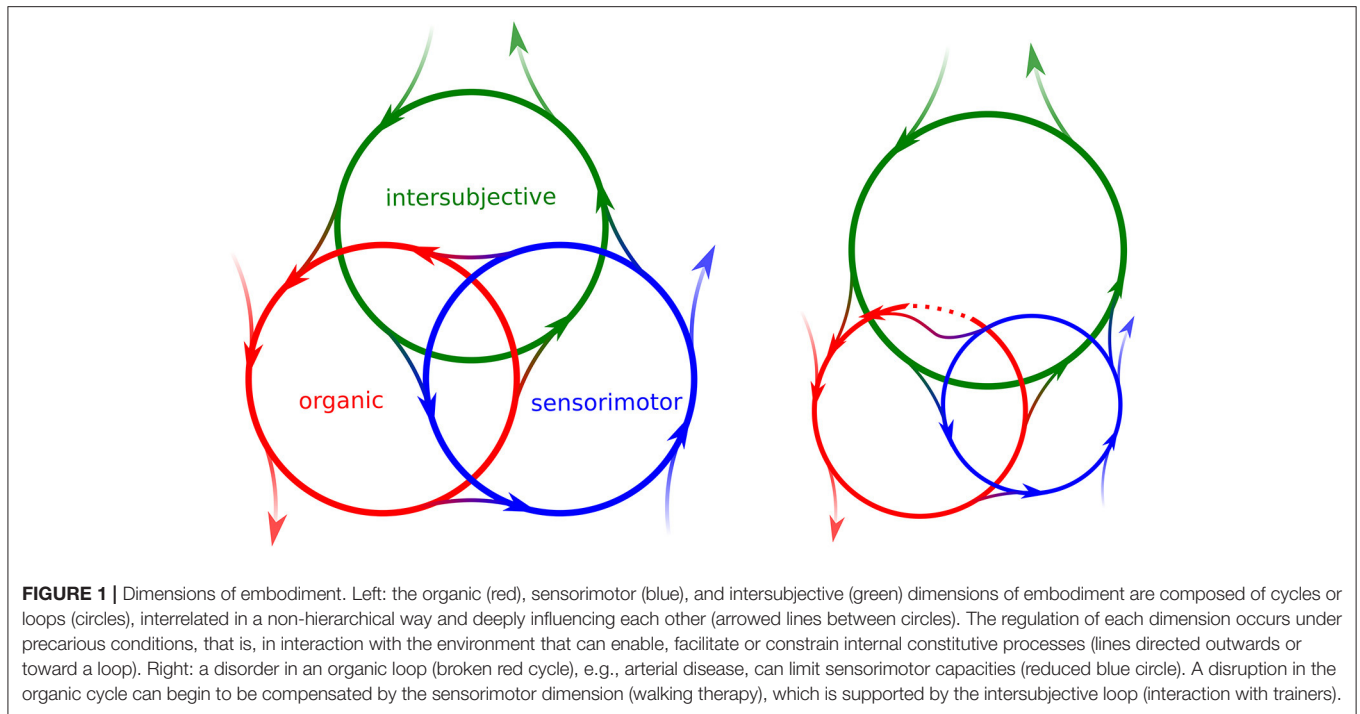 intersubjective
organic
sensorimotor
FIGURE 1 | Dimensions of embodiment. Left: the organic (red), sensorimotor (blue), and intersubjective (green) dimensions of embodiment are composed of cycles or
loops (circles), interrelated in a non-hierarchical way and deeply influencing each other (arrowed lines between circles). The regulation of each dimension occurs under
precarious conditions, that is, in interaction with the environment that can enable, facilitate or constrain internal constitutive processes (lines directed outwards or
toward a loop). Right: a disorder in an organic loop (broken red cycle), e.g., arterial disease, can limit sensorimotor capacities (reduced blue circle). A disruption in the
organic cycle can begin to be compensated by the sensorimotor dimension (walking therapy), which is supported by the intersubjective loop (interaction with trainers).